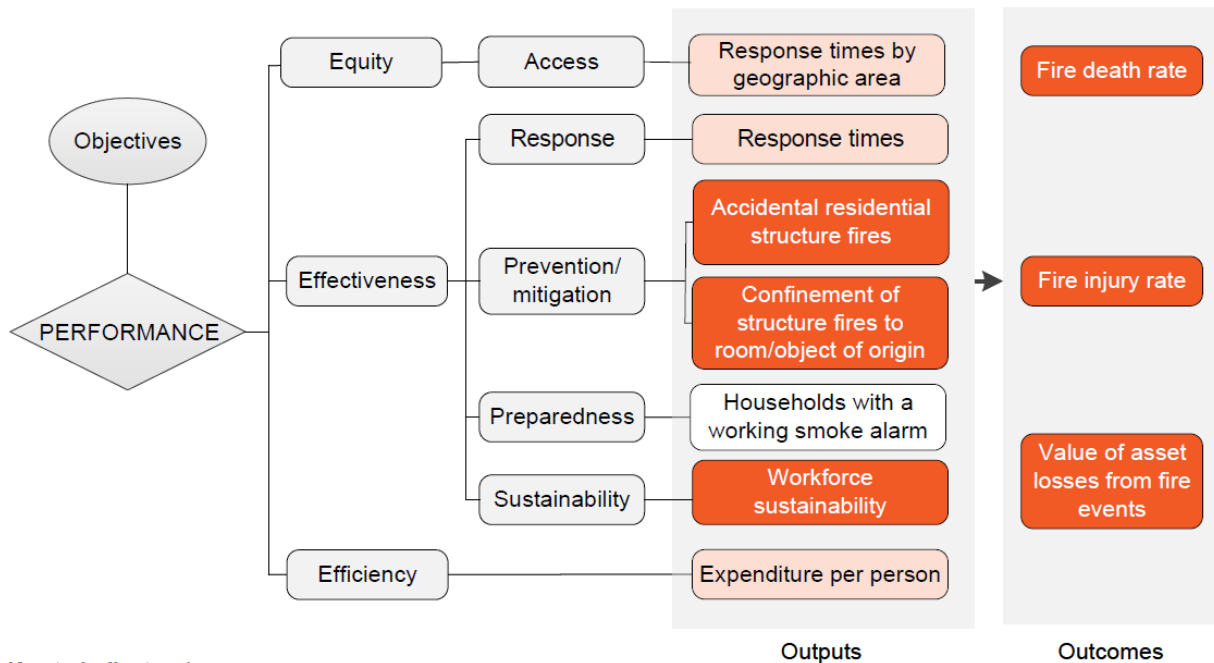 Objectives
PERFORMANCE
Equity
Access
Response times by
geographic area
Effectiveness
Response
Response times
Prevention/
mitigation
Accidental residential
structure fires
Confinement of
structure fires to
room/object of origin
Preparedness
Households with a
working smoke alarm
Sustainability
Workforce
sustainability
Efficiency
Expenditure per person
Outputs
Fire death rate
Fire injury rate
Value of asset
losses from fire
events
Outcomes